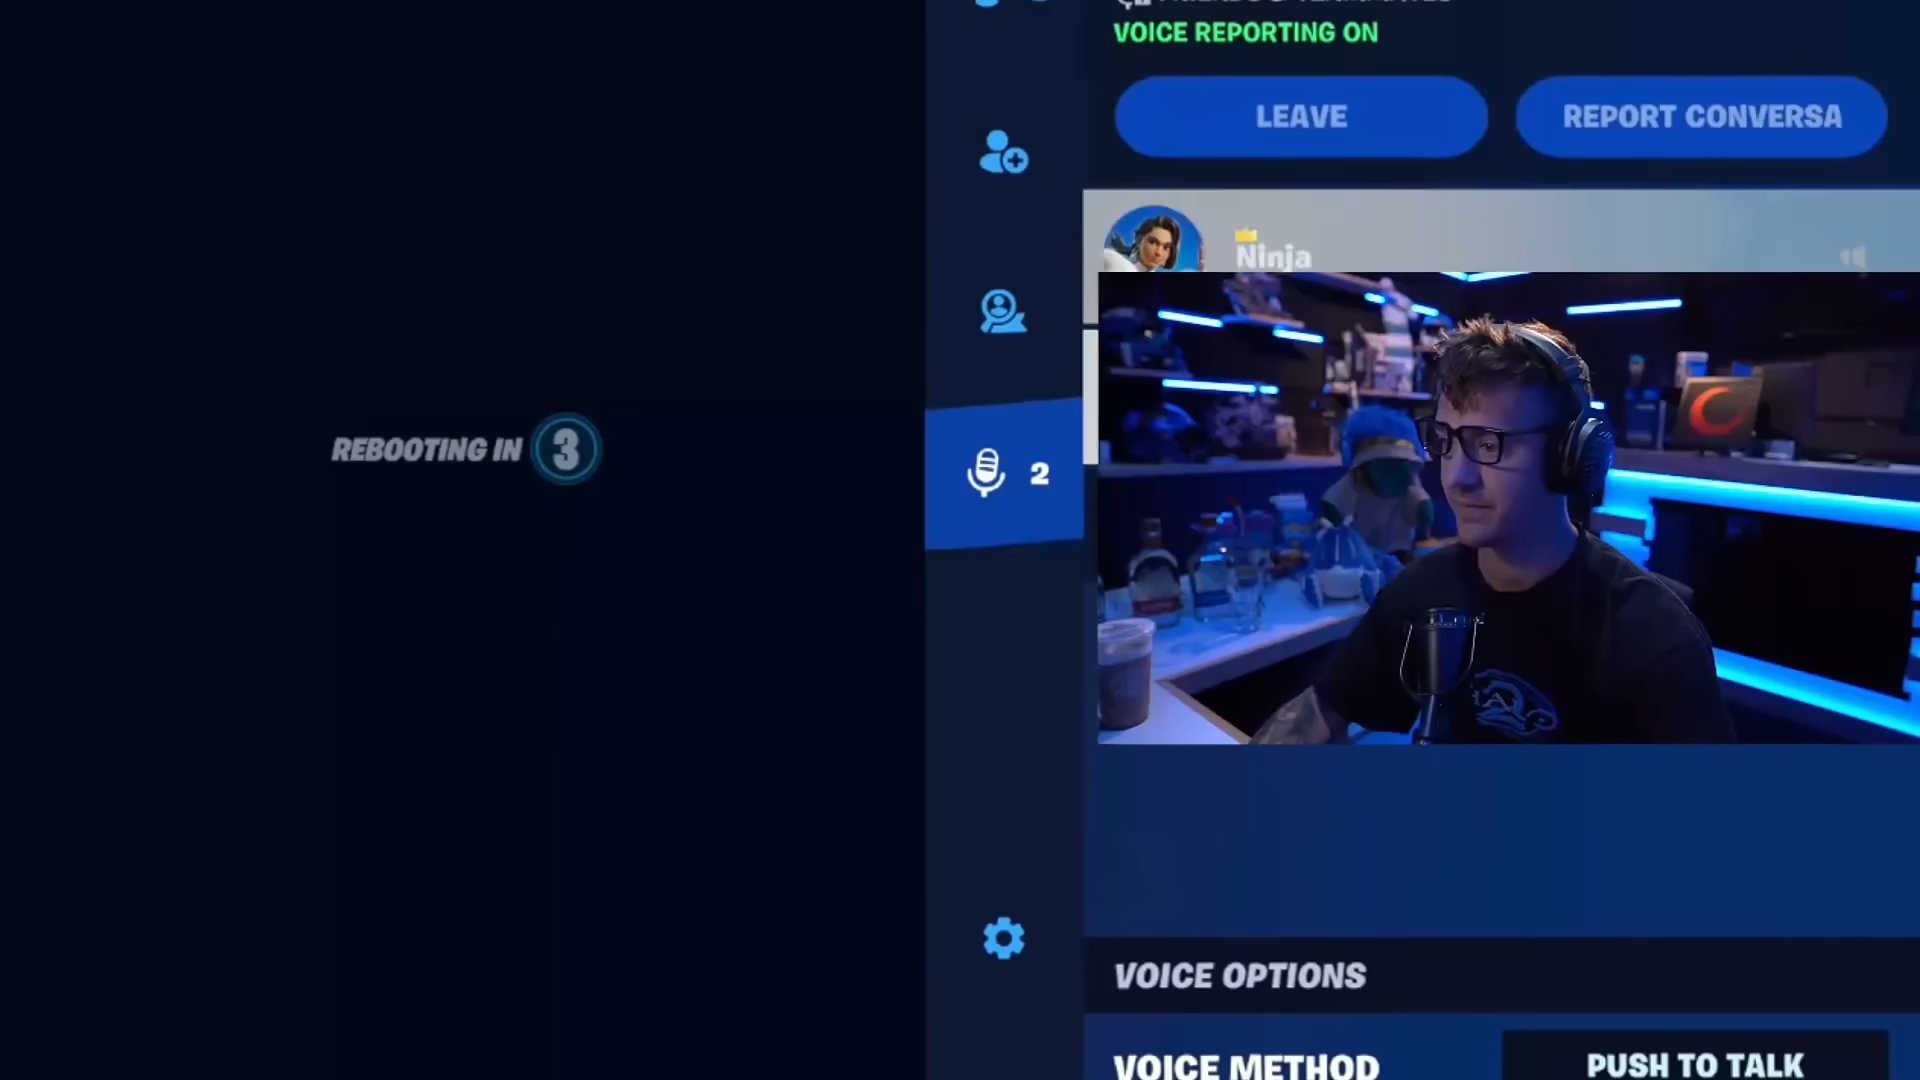 VOICE REPORTING ON
LEAVE
REPORT CONVERSA
Ninja
REBOOTING IN 3
2
VOICE OPTIONS
VOICE METHOD
PUSH TO TALK